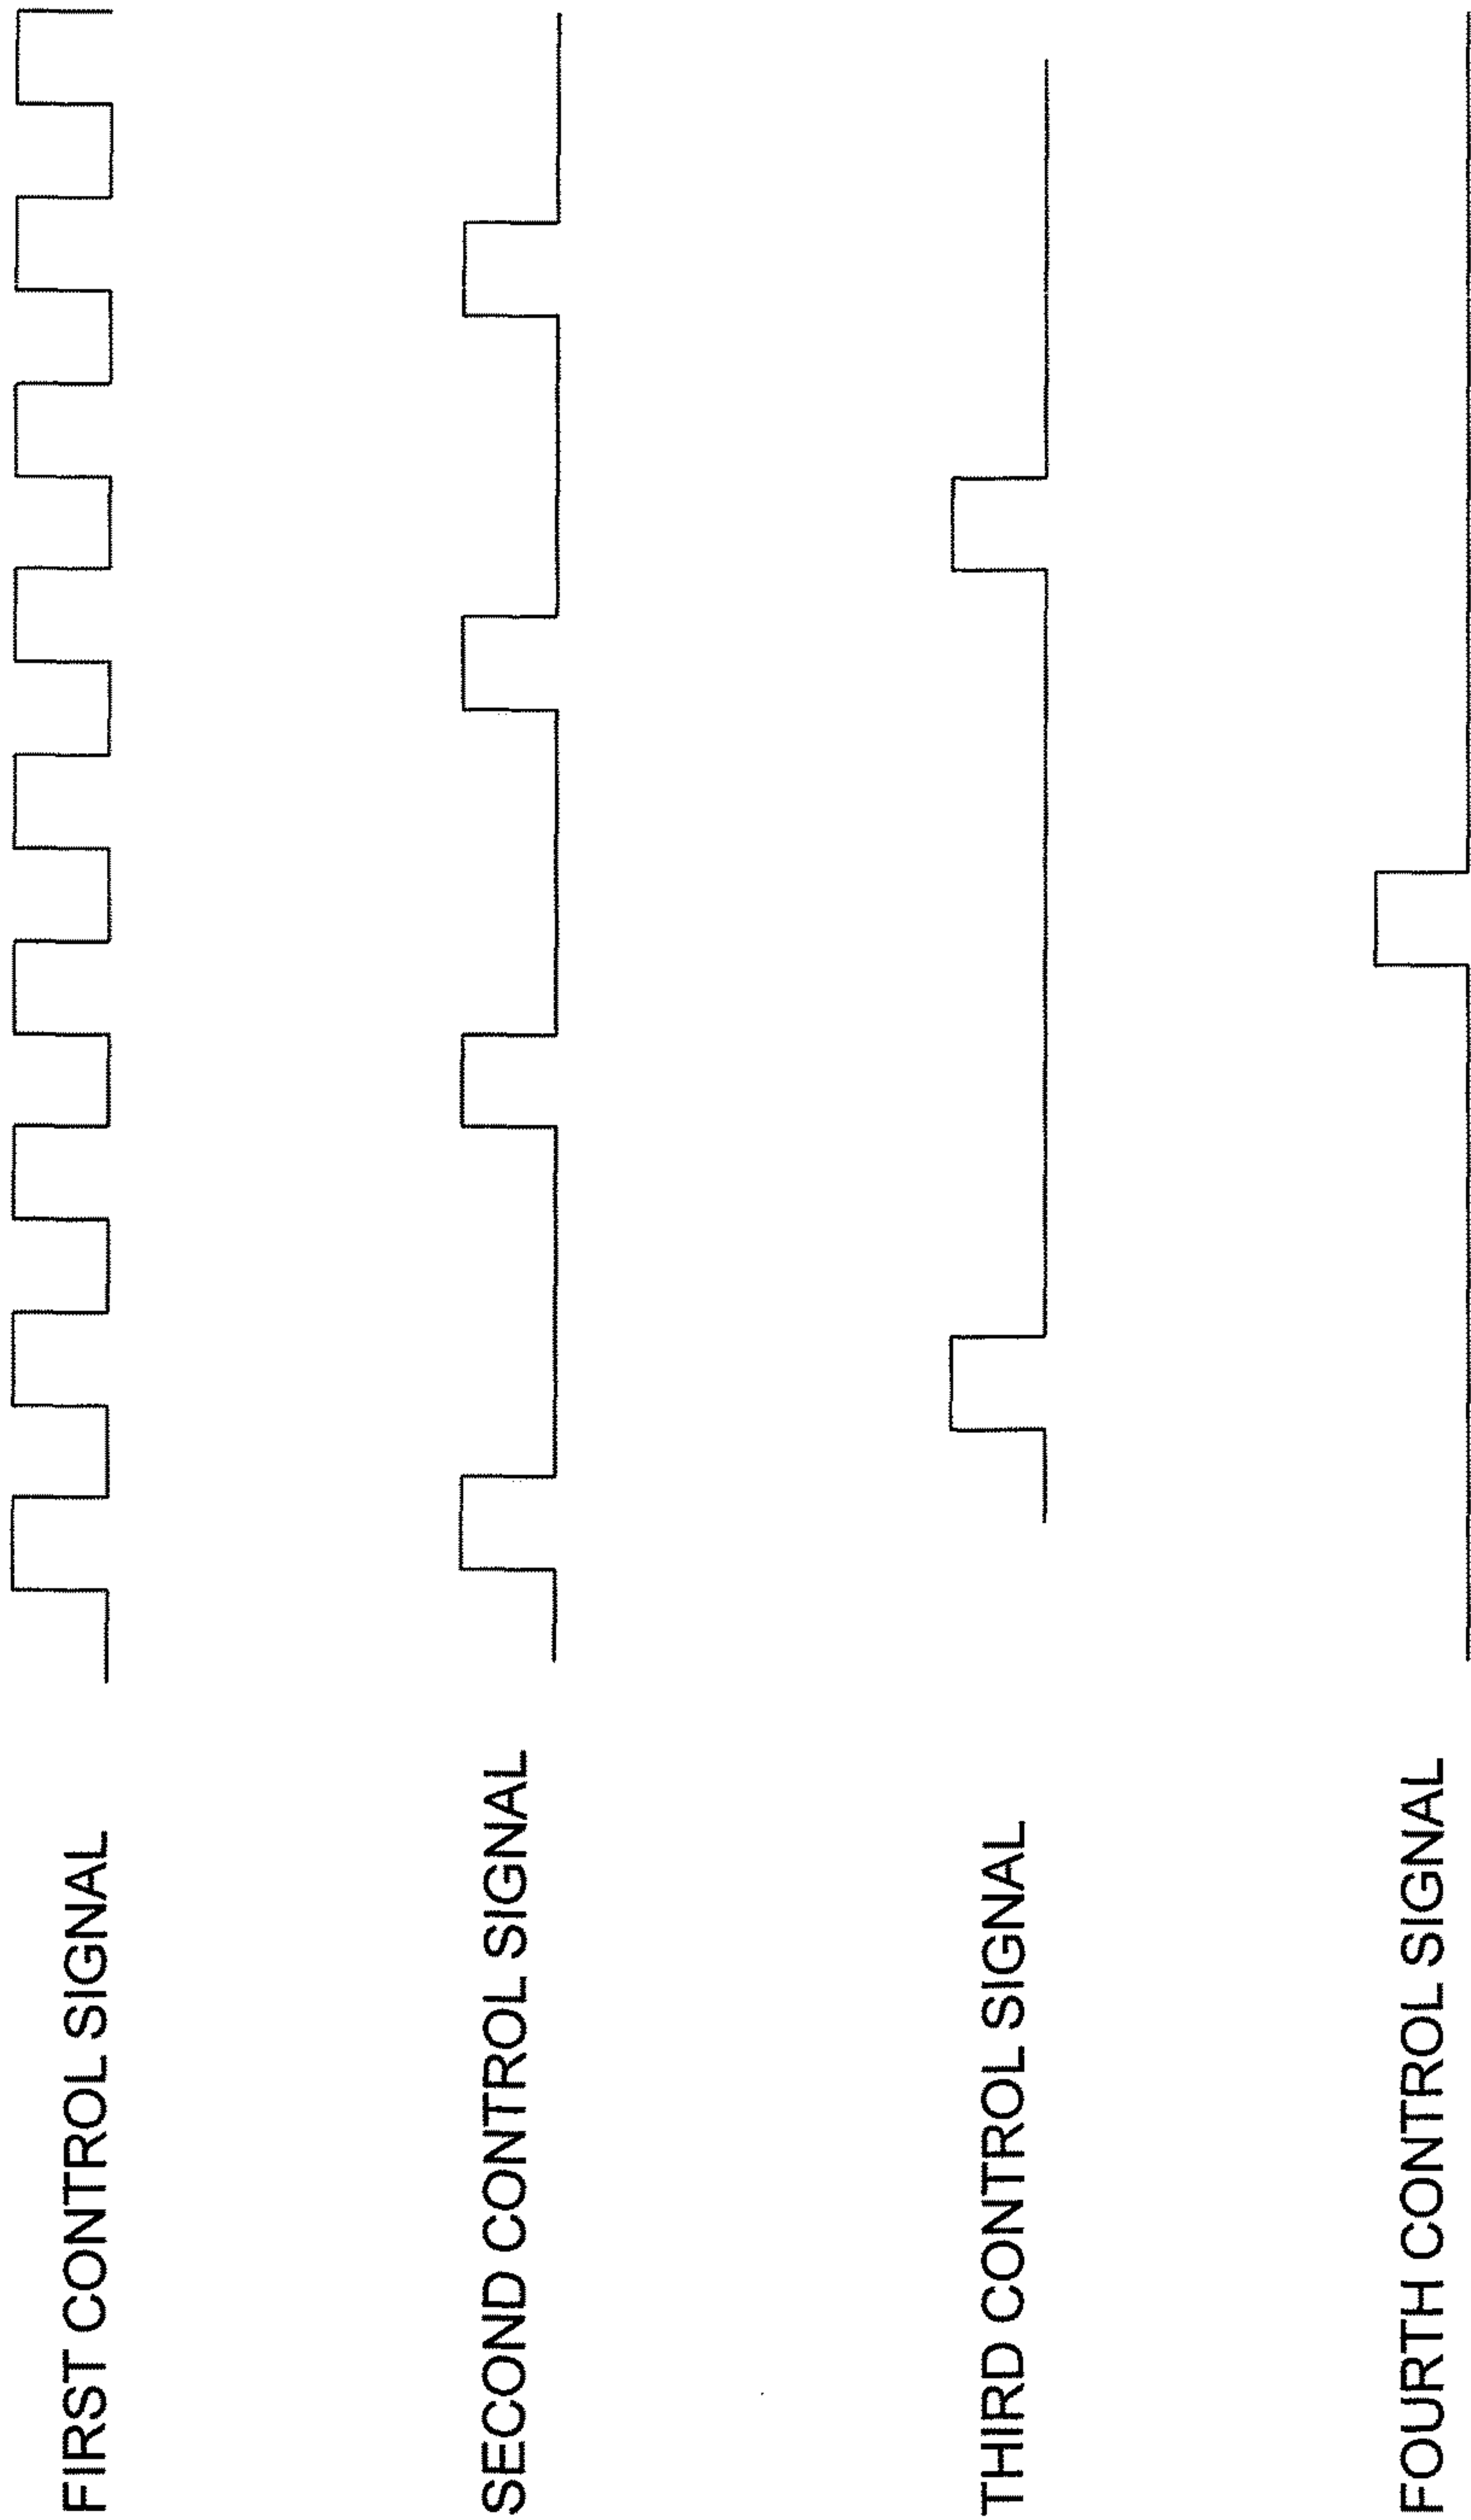 FIRST CONTROL SIGNAL
SECOND CONTROL SIGNAL
THIRD CONTROL SIGNAL
FOURTH CONTROL SIGNAL